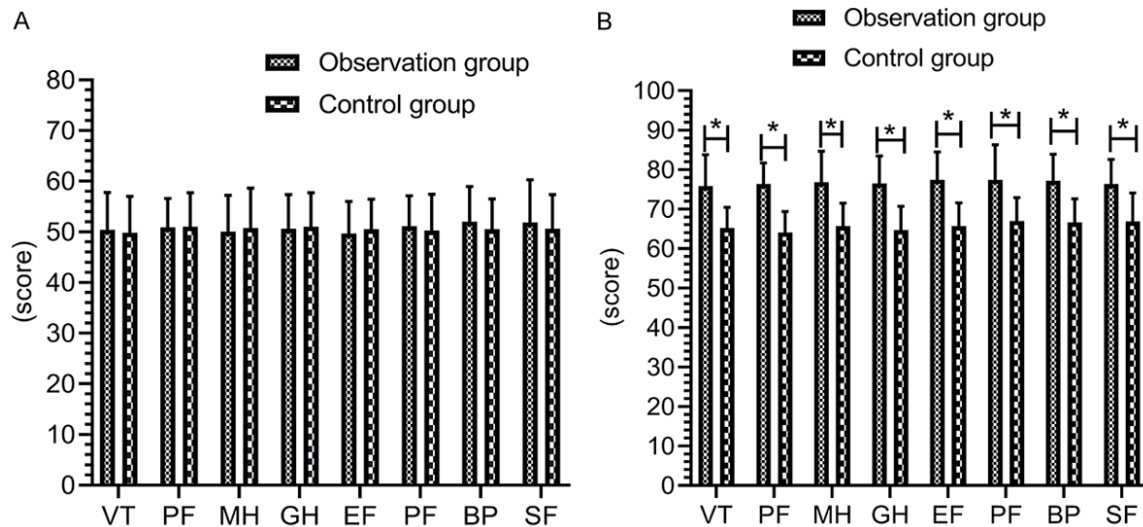 A
Observation group
Control group
80
70
60
50
40
30
20
10
0
(score)
VT PF MH GH EF PF BP SF
B
Observation group
Control group
100
90
80
70
60
50
40
30
20
10
0
(score)
* * * * * * * *
VT PF MH GH EF PF BP SF